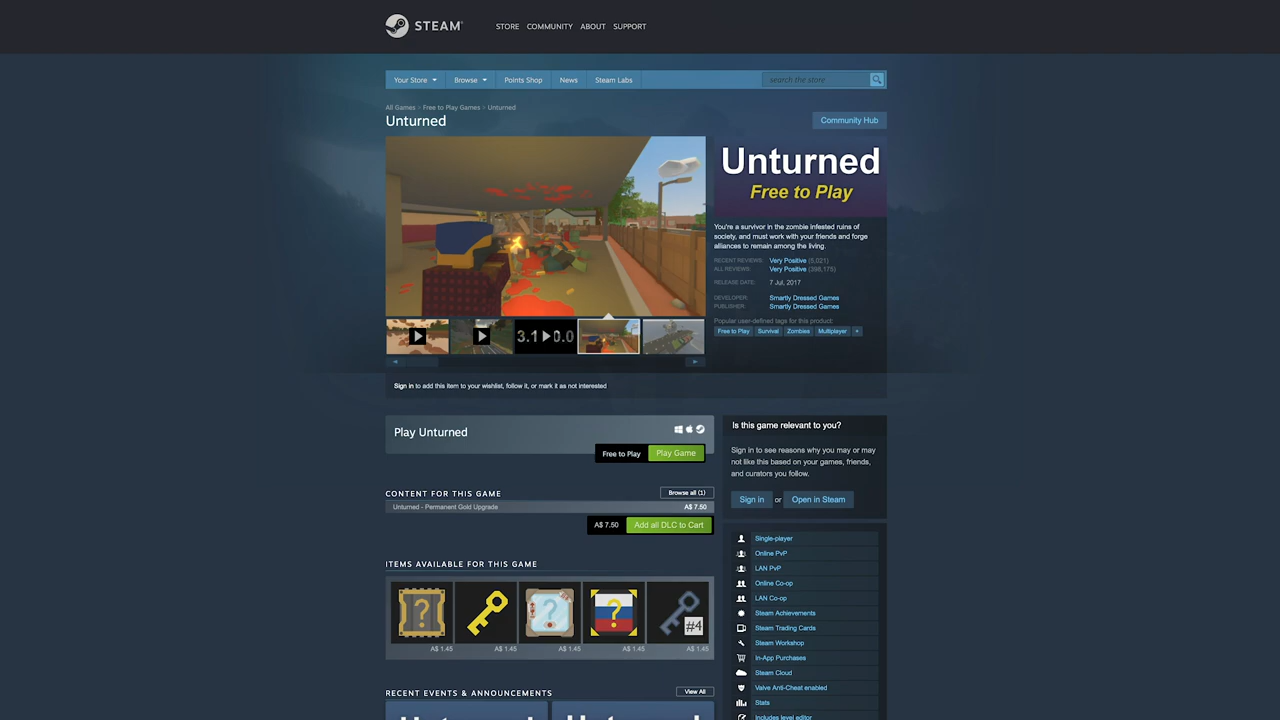 STEAM
STORE COMMUNITY ABOUT SUPPORT
Your Store Browse Points Shop News Steam Labs
search the store
All Games > Free to Play Games > Unturned
Unturned
Community Hub
Unturned
Free to Play
You're a survivor in the zombie infested ruins of
society, and must work with your friends and forge
alliances to remain among the living.
RECENT REVIEWS: Very Positive (5,021)
ALL REVIEWS: Very Positive (398,175)
RELEASE DATE: 7 Jul, 2017
DEVELOPER: Smartly Dressed Games
PUBLISHER: Smartly Dressed Games
Popular user-defined tags for this product:
Free to Play Survival Zombies Multiplayer +
Sign in to add this item to your wishlist, follow it, or mark it as not interested
Play Unturned
Free to Play Play Game
CONTENT FOR THIS GAME
Browse all (1)
Unturned - Permanent Gold Upgrade A$ 7.50
A$ 7.50 Add all DLC to Cart
ITEMS AVAILABLE FOR THIS GAME
? ? ? #4
A$ 1.45 A$ 1.45 A$ 1.45 A$ 1.45 A$ 1.45
RECENT EVENTS & ANNOUNCEMENTS
View All
Is this game relevant to you?
Sign in to see reasons why you may or may
not like this based on your games, friends,
and curators you follow.
Sign in or Open in Steam
Single-player
Online PvP
LAN PvP
Online Co-op
LAN Co-op
Steam Achievements
Steam Trading Cards
Steam Workshop
In-App Purchases
Steam Cloud
Valve Anti-Cheat enabled
Stats
Includes level editor